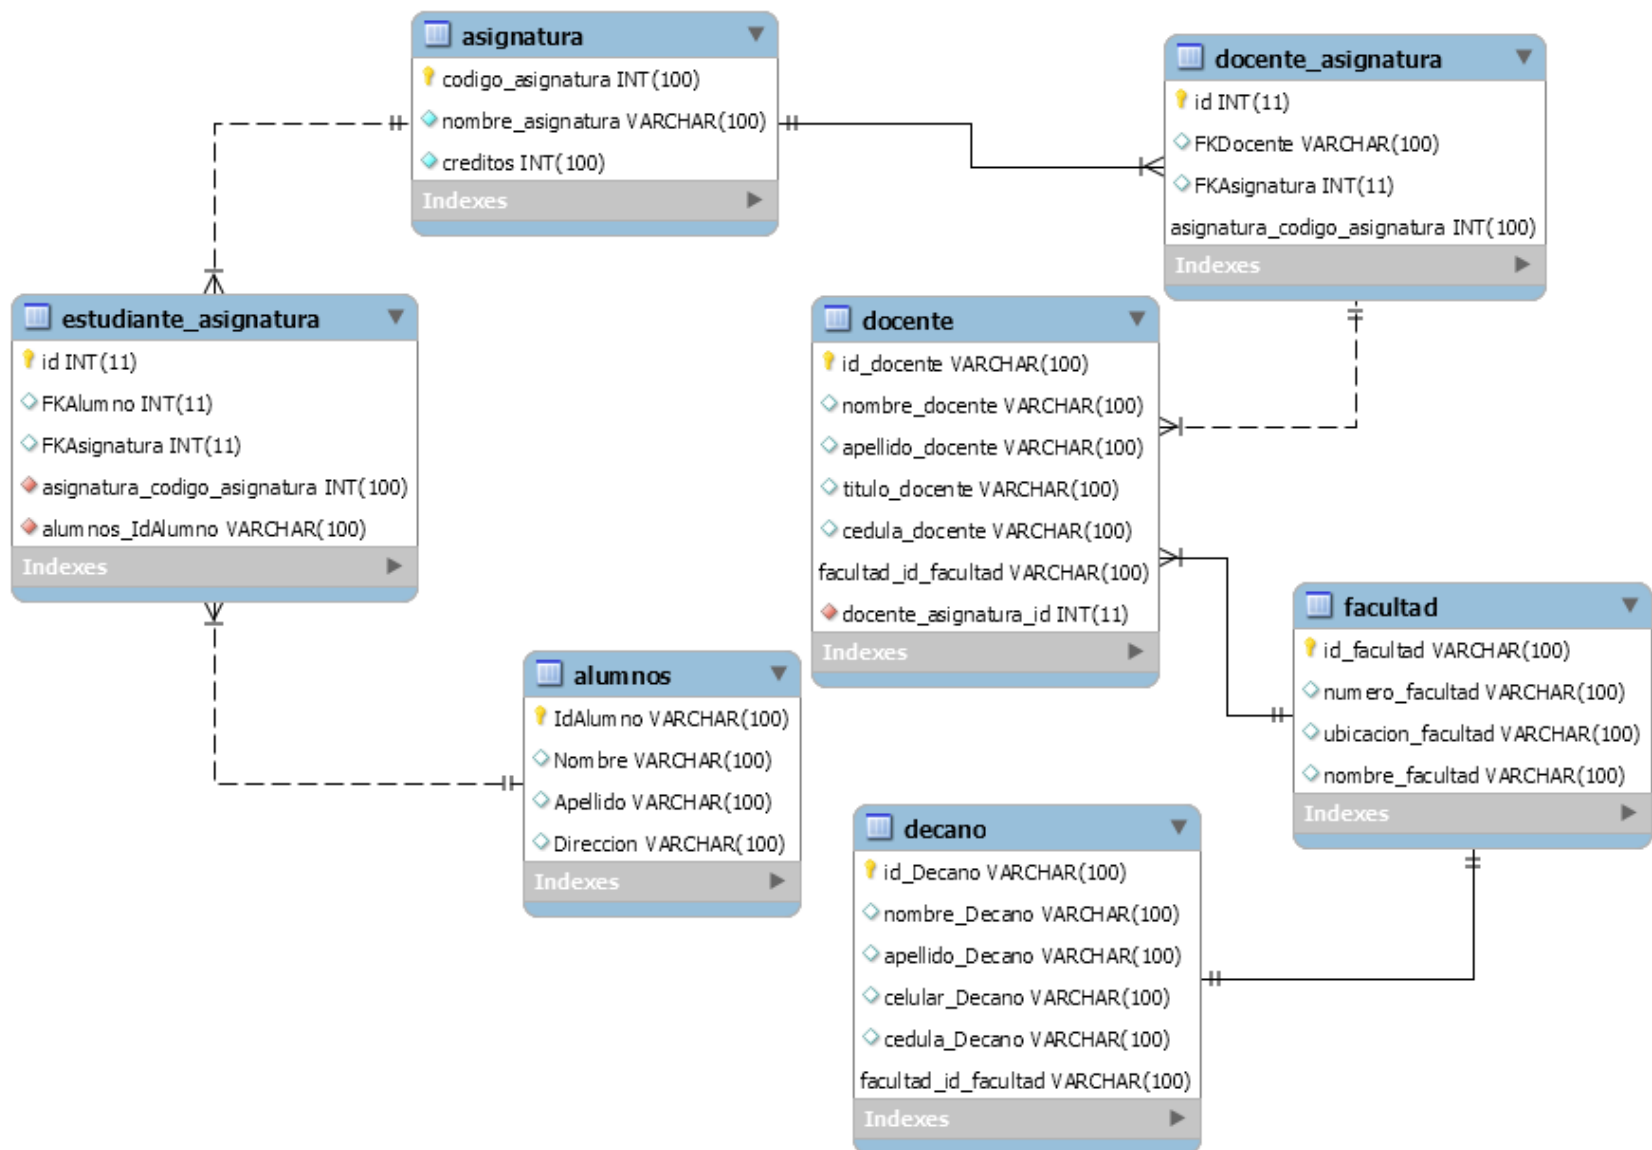 asignatura
codigo_asignatura INT(100)
nombre_asignatura VARCHAR(100)
creditos INT(100)
Indexes
docente_asignatura
id INT(11)
FKDocente VARCHAR(100)
FKAsignatura INT(11)
asignatura_codigo_asignatura INT(100)
Indexes
estudiante_asignatura
id INT(11)
FKAlumno INT(11)
FKAsignatura INT(11)
asignatura_codigo_asignatura INT(100)
alumnos_IdAlumno VARCHAR(100)
Indexes
docente
id_docente VARCHAR(100)
nombre_docente VARCHAR(100)
apellido_docente VARCHAR(100)
titulo_docente VARCHAR(100)
cedula_docente VARCHAR(100)
facultad_id_facultad VARCHAR(100)
docente_asignatura_id INT(11)
Indexes
facultad
id_facultad VARCHAR(100)
numero_facultad VARCHAR(100)
ubicacion_facultad VARCHAR(100)
nombre_facultad VARCHAR(100)
Indexes
alumnos
IdAlumno VARCHAR(100)
Nombre VARCHAR(100)
Apellido VARCHAR(100)
Direccion VARCHAR(100)
Indexes
decano
id_Decano VARCHAR(100)
nombre_Decano VARCHAR(100)
apellido_Decano VARCHAR(100)
celular_Decano VARCHAR(100)
cedula_Decano VARCHAR(100)
facultad_id_facultad VARCHAR(100)
Indexes